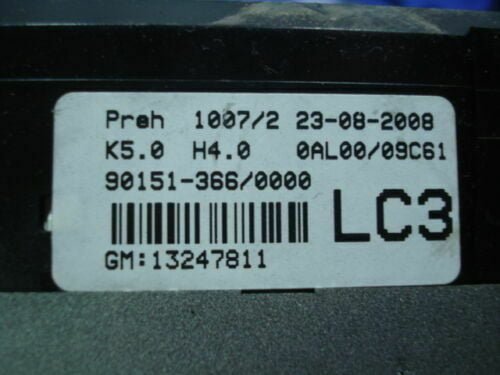 Preh 1007/2 23-08-2008
K5.0 H4.0 0AL00/09C61
90151-366/0000
LC3
GM:13247811